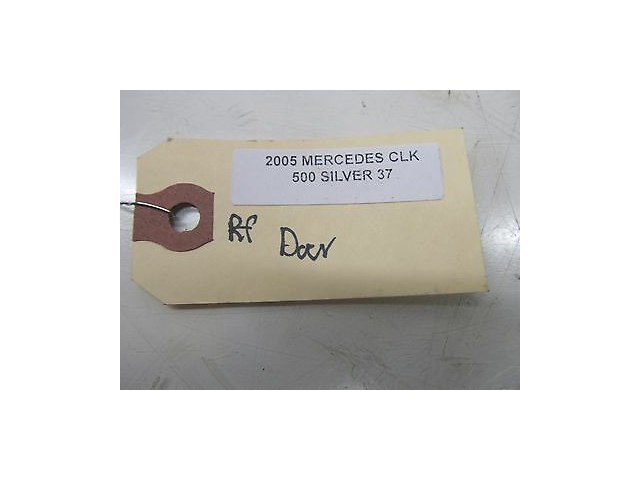 2005 MERCEDES CLK
500 SILVER 37
Rf Door